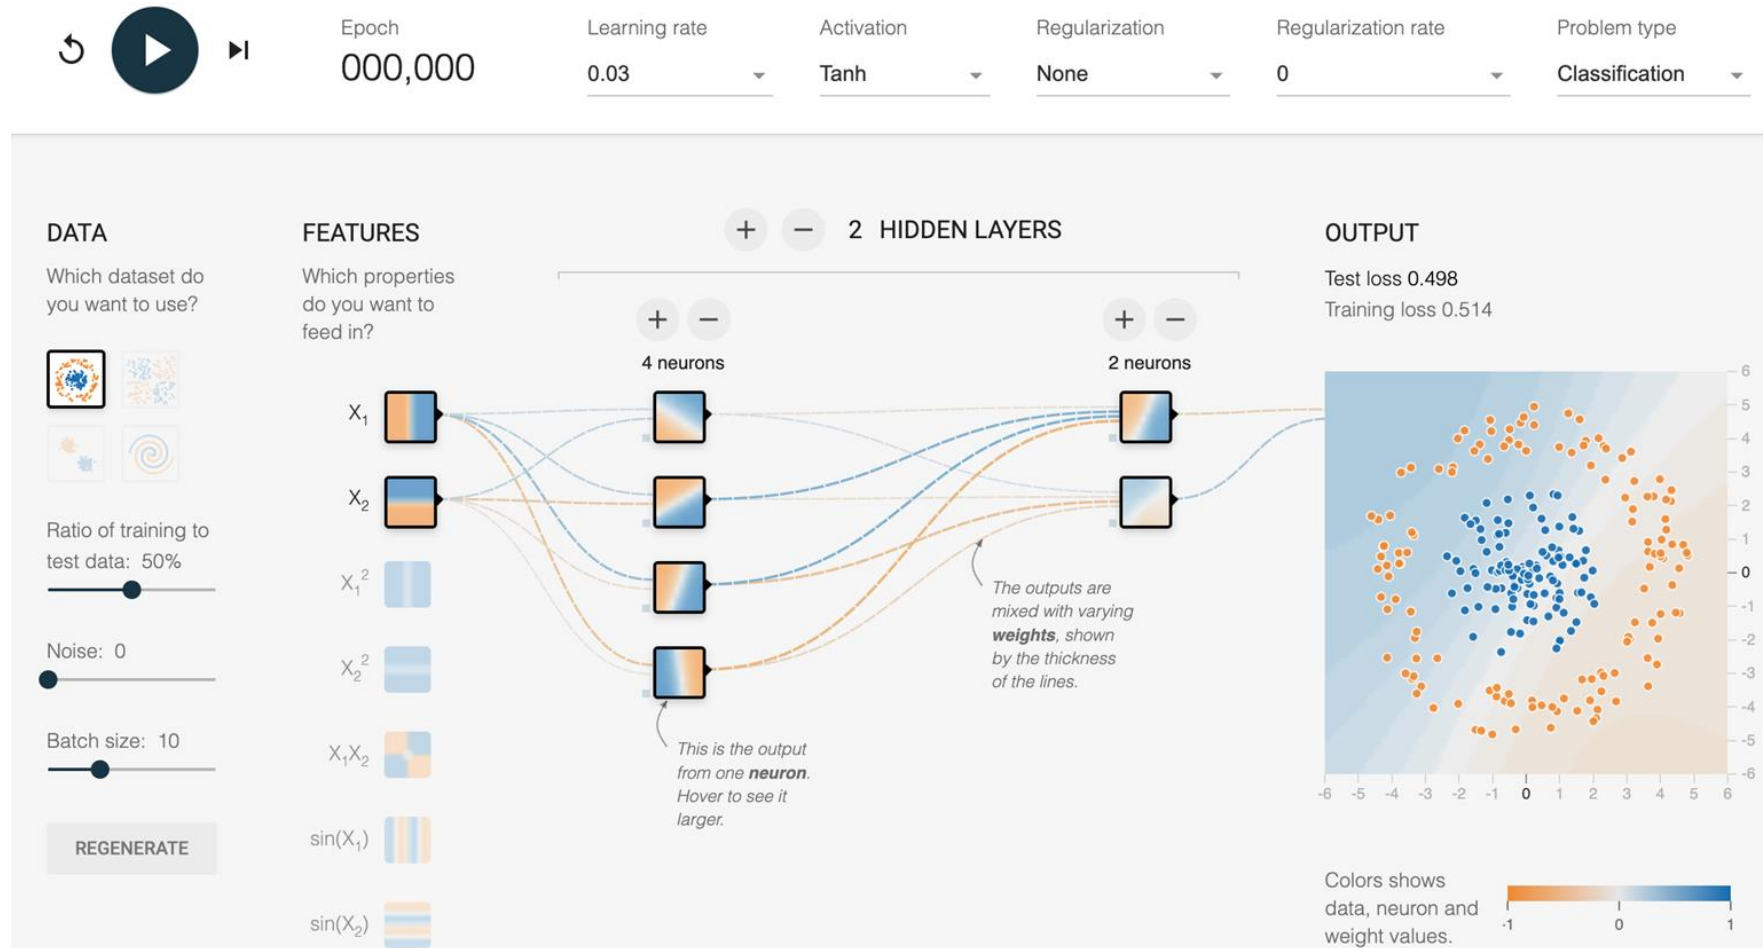 Epoch
000,000
Learning rate
0.03
Activation
Tanh
Regularization
None
Regularization rate
0
Problem type
Classification
DATA
Which dataset do
you want to use?
Ratio of training to
test data: 50%
Noise: 0
Batch size: 10
REGENERATE
FEATURES
Which properties
do you want to
feed in?
X₁
X₂
X₁²
X₂²
X₁X₂
sin(X₁)
sin(X₂)
+ − 2 HIDDEN LAYERS
+ −
4 neurons
+ −
2 neurons
This is the output
from one neuron.
Hover to see it
larger.
The outputs are
mixed with varying
weights, shown
by the thickness
of the lines.
OUTPUT
Test loss 0.498
Training loss 0.514
6
5
4
3
2
1
0
-1
-2
-3
-4
-5
-6
-6 -5 -4 -3 -2 -1 0 1 2 3 4 5 6
Colors shows
data, neuron and
weight values.
-1 0 1